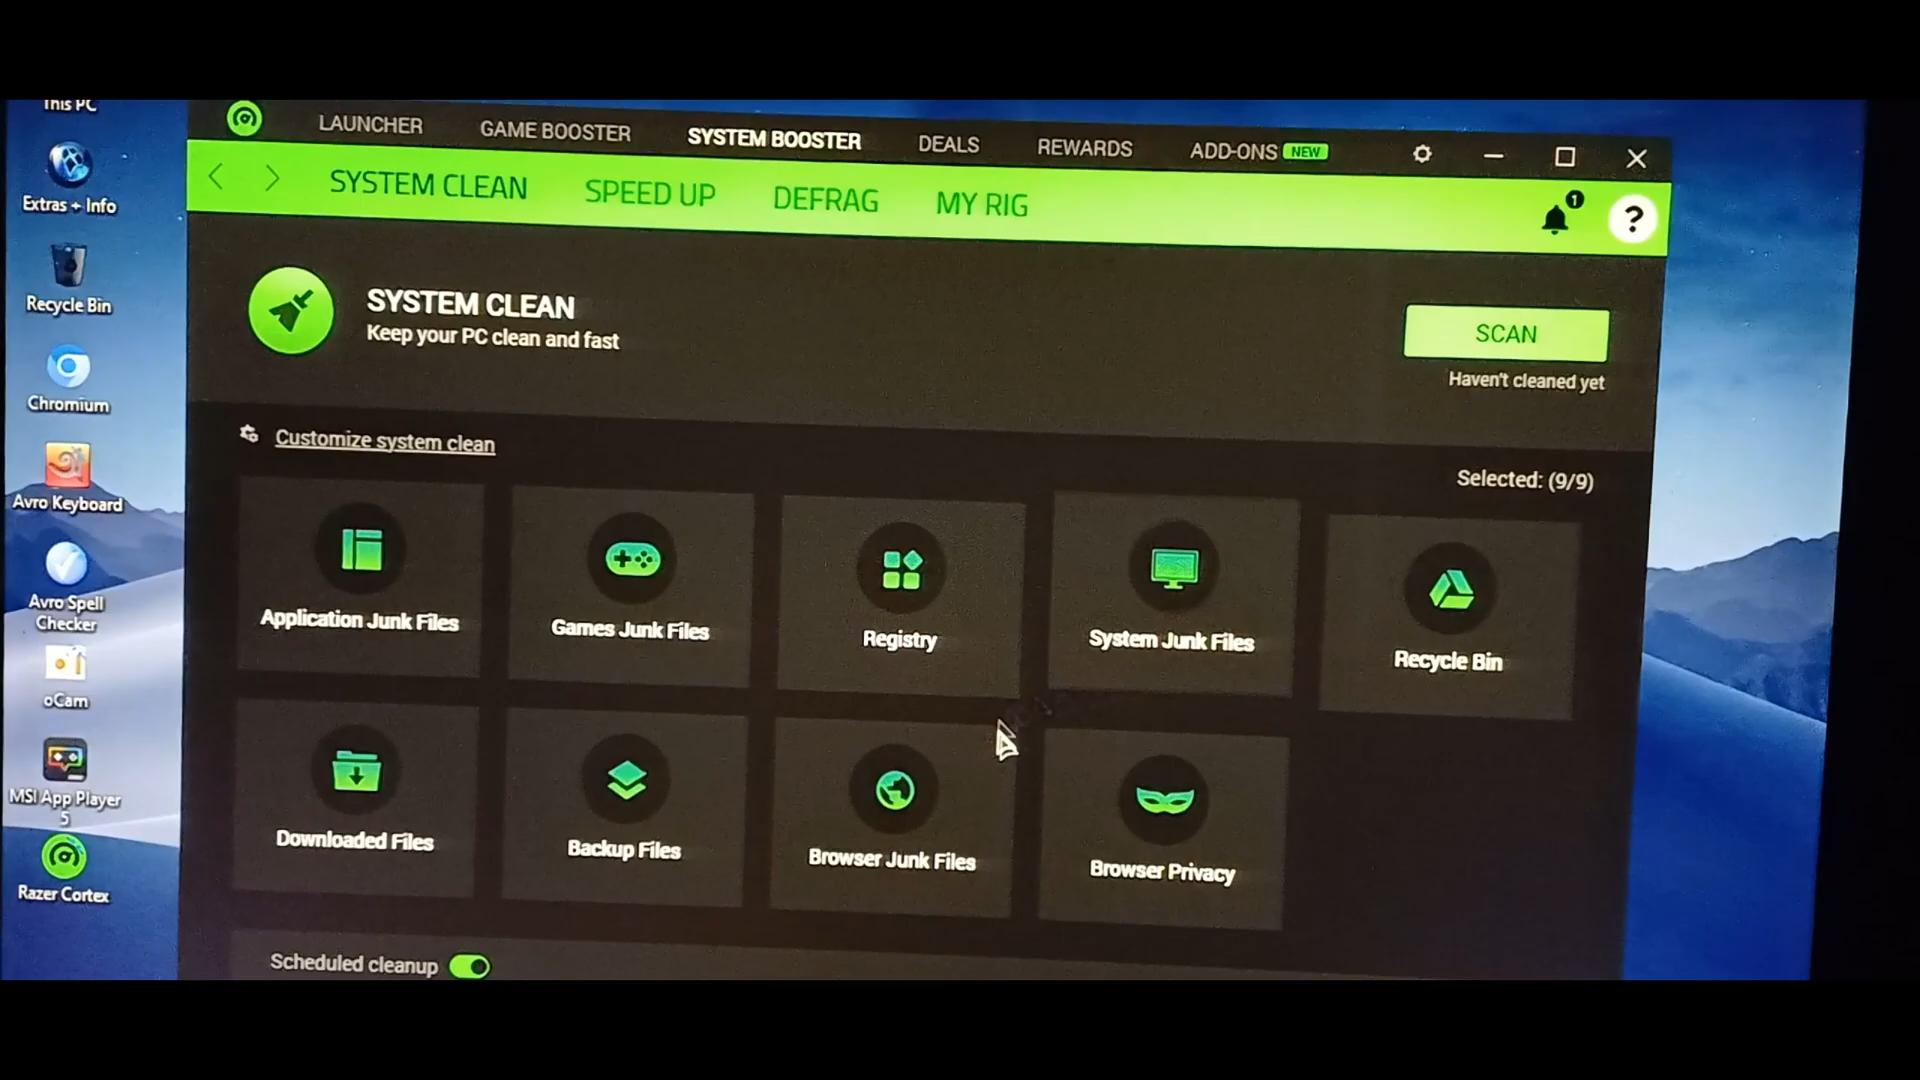 This PC
Extras + Info
Recycle Bin
Chromium
Avro Keyboard
Avro Spell
Checker
oCam
MSI App Player
5
Razer Cortex
LAUNCHER
GAME BOOSTER
SYSTEM BOOSTER
DEALS
REWARDS
ADD-ONS NEW
SYSTEM CLEAN
SPEED UP
DEFRAG
MY RIG
1
?
SYSTEM CLEAN
Keep your PC clean and fast
SCAN
Haven't cleaned yet
Customize system clean
Selected: (9/9)
Application Junk Files
Games Junk Files
Registry
System Junk Files
Recycle Bin
Downloaded Files
Backup Files
Browser Junk Files
Browser Privacy
Scheduled cleanup